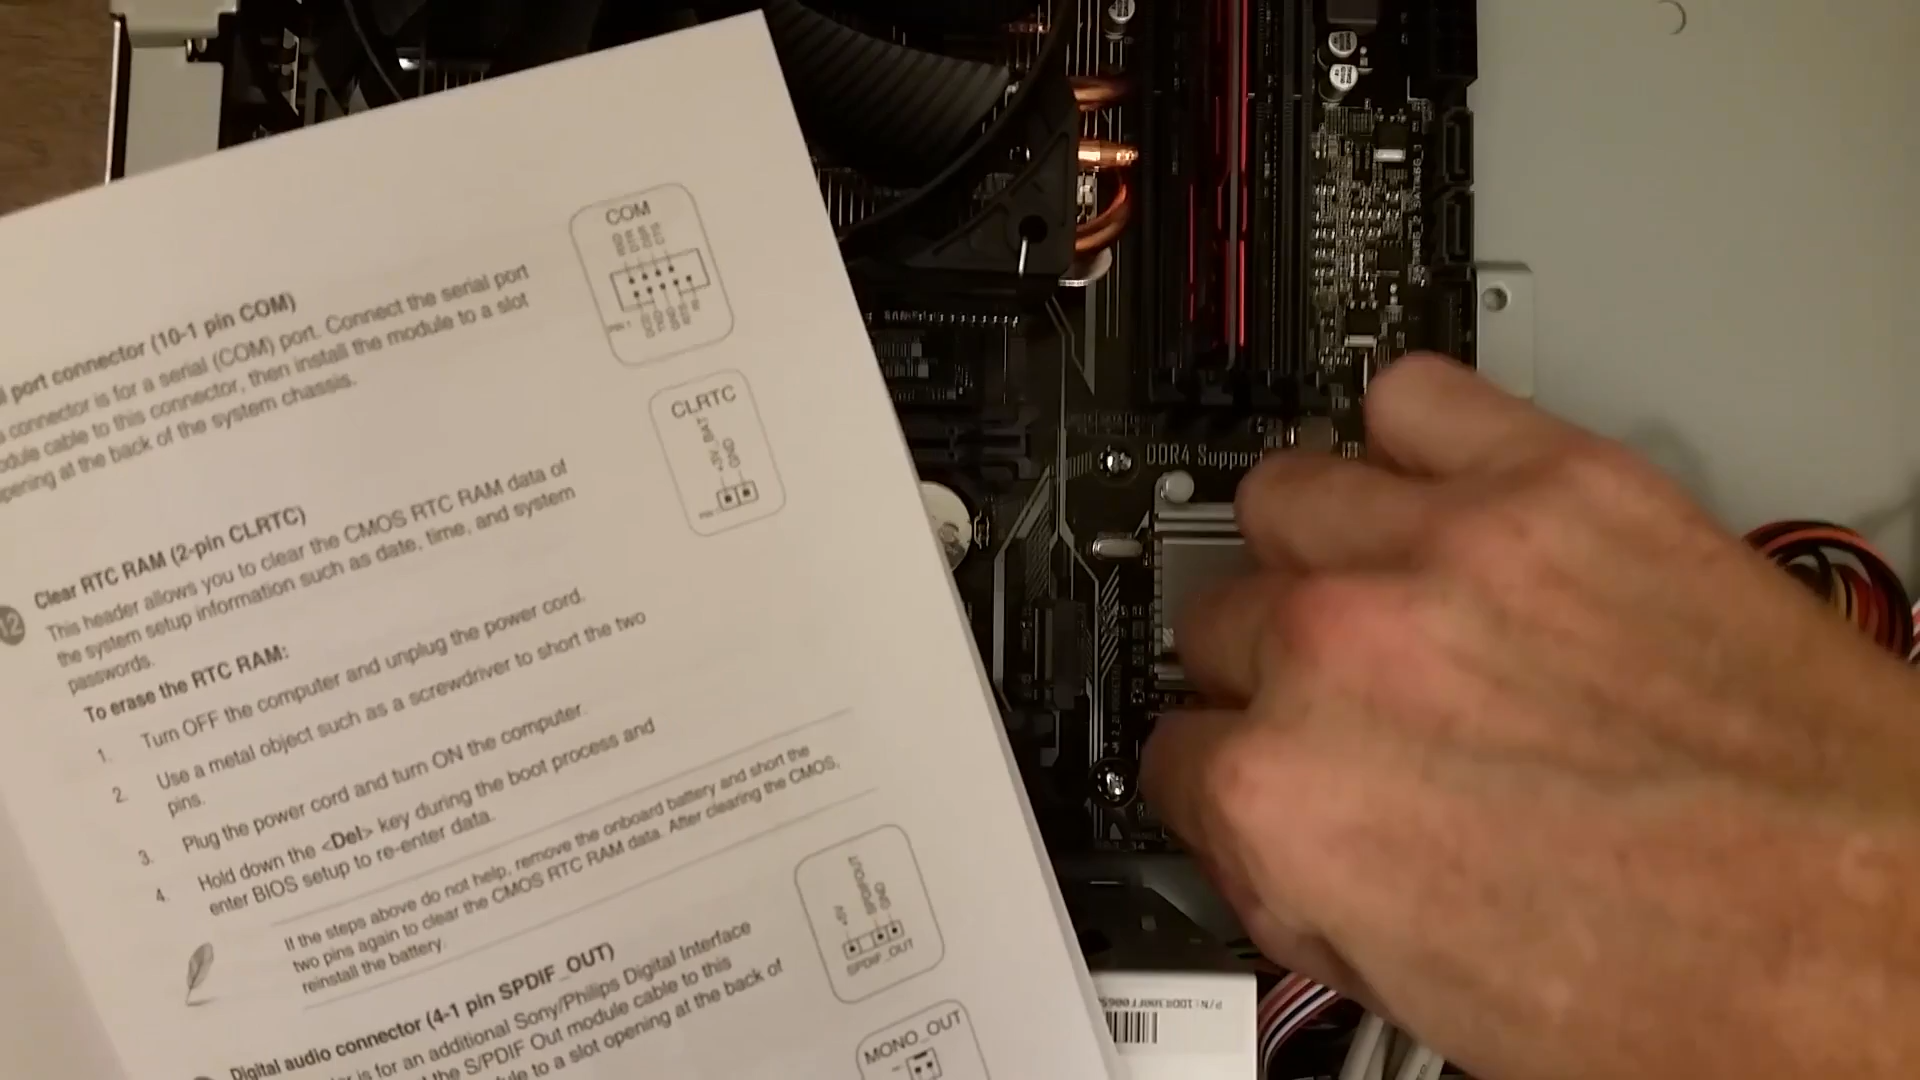 port connector (10-1 pin COM)
connector is for a serial (COM) port. Connect the serial port
cable to this connector, then install the module to a slot
opening at the back of the system chassis.
12
Clear RTC RAM (2-pin CLRTC)
This header allows you to clear the CMOS RTC RAM data of
the system setup information such as date, time, and system
passwords.
To erase the RTC RAM:
1. Turn OFF the computer and unplug the power cord.
2. Use a metal object such as a screwdriver to short the two
pins.
3. Plug the power cord and turn ON the computer.
4. Hold down the <Del> key during the boot process and
enter BIOS setup to re-enter data.
If the steps above do not help, remove the onboard battery and short the
two pins again to clear the CMOS RTC RAM data. After clearing the CMOS,
reinstall the battery.
Digital audio connector (4-1 pin SPDIF_OUT)
is for an additional Sony/Philips Digital Interface
the S/PDIF Out module cable to this
to a slot opening at the back of
COM
CLRTC
+3V_BAT
GND
+5V
SPDIFOUT
GND
SPDIF_OUT
MONO_OUT
DDR4 Support